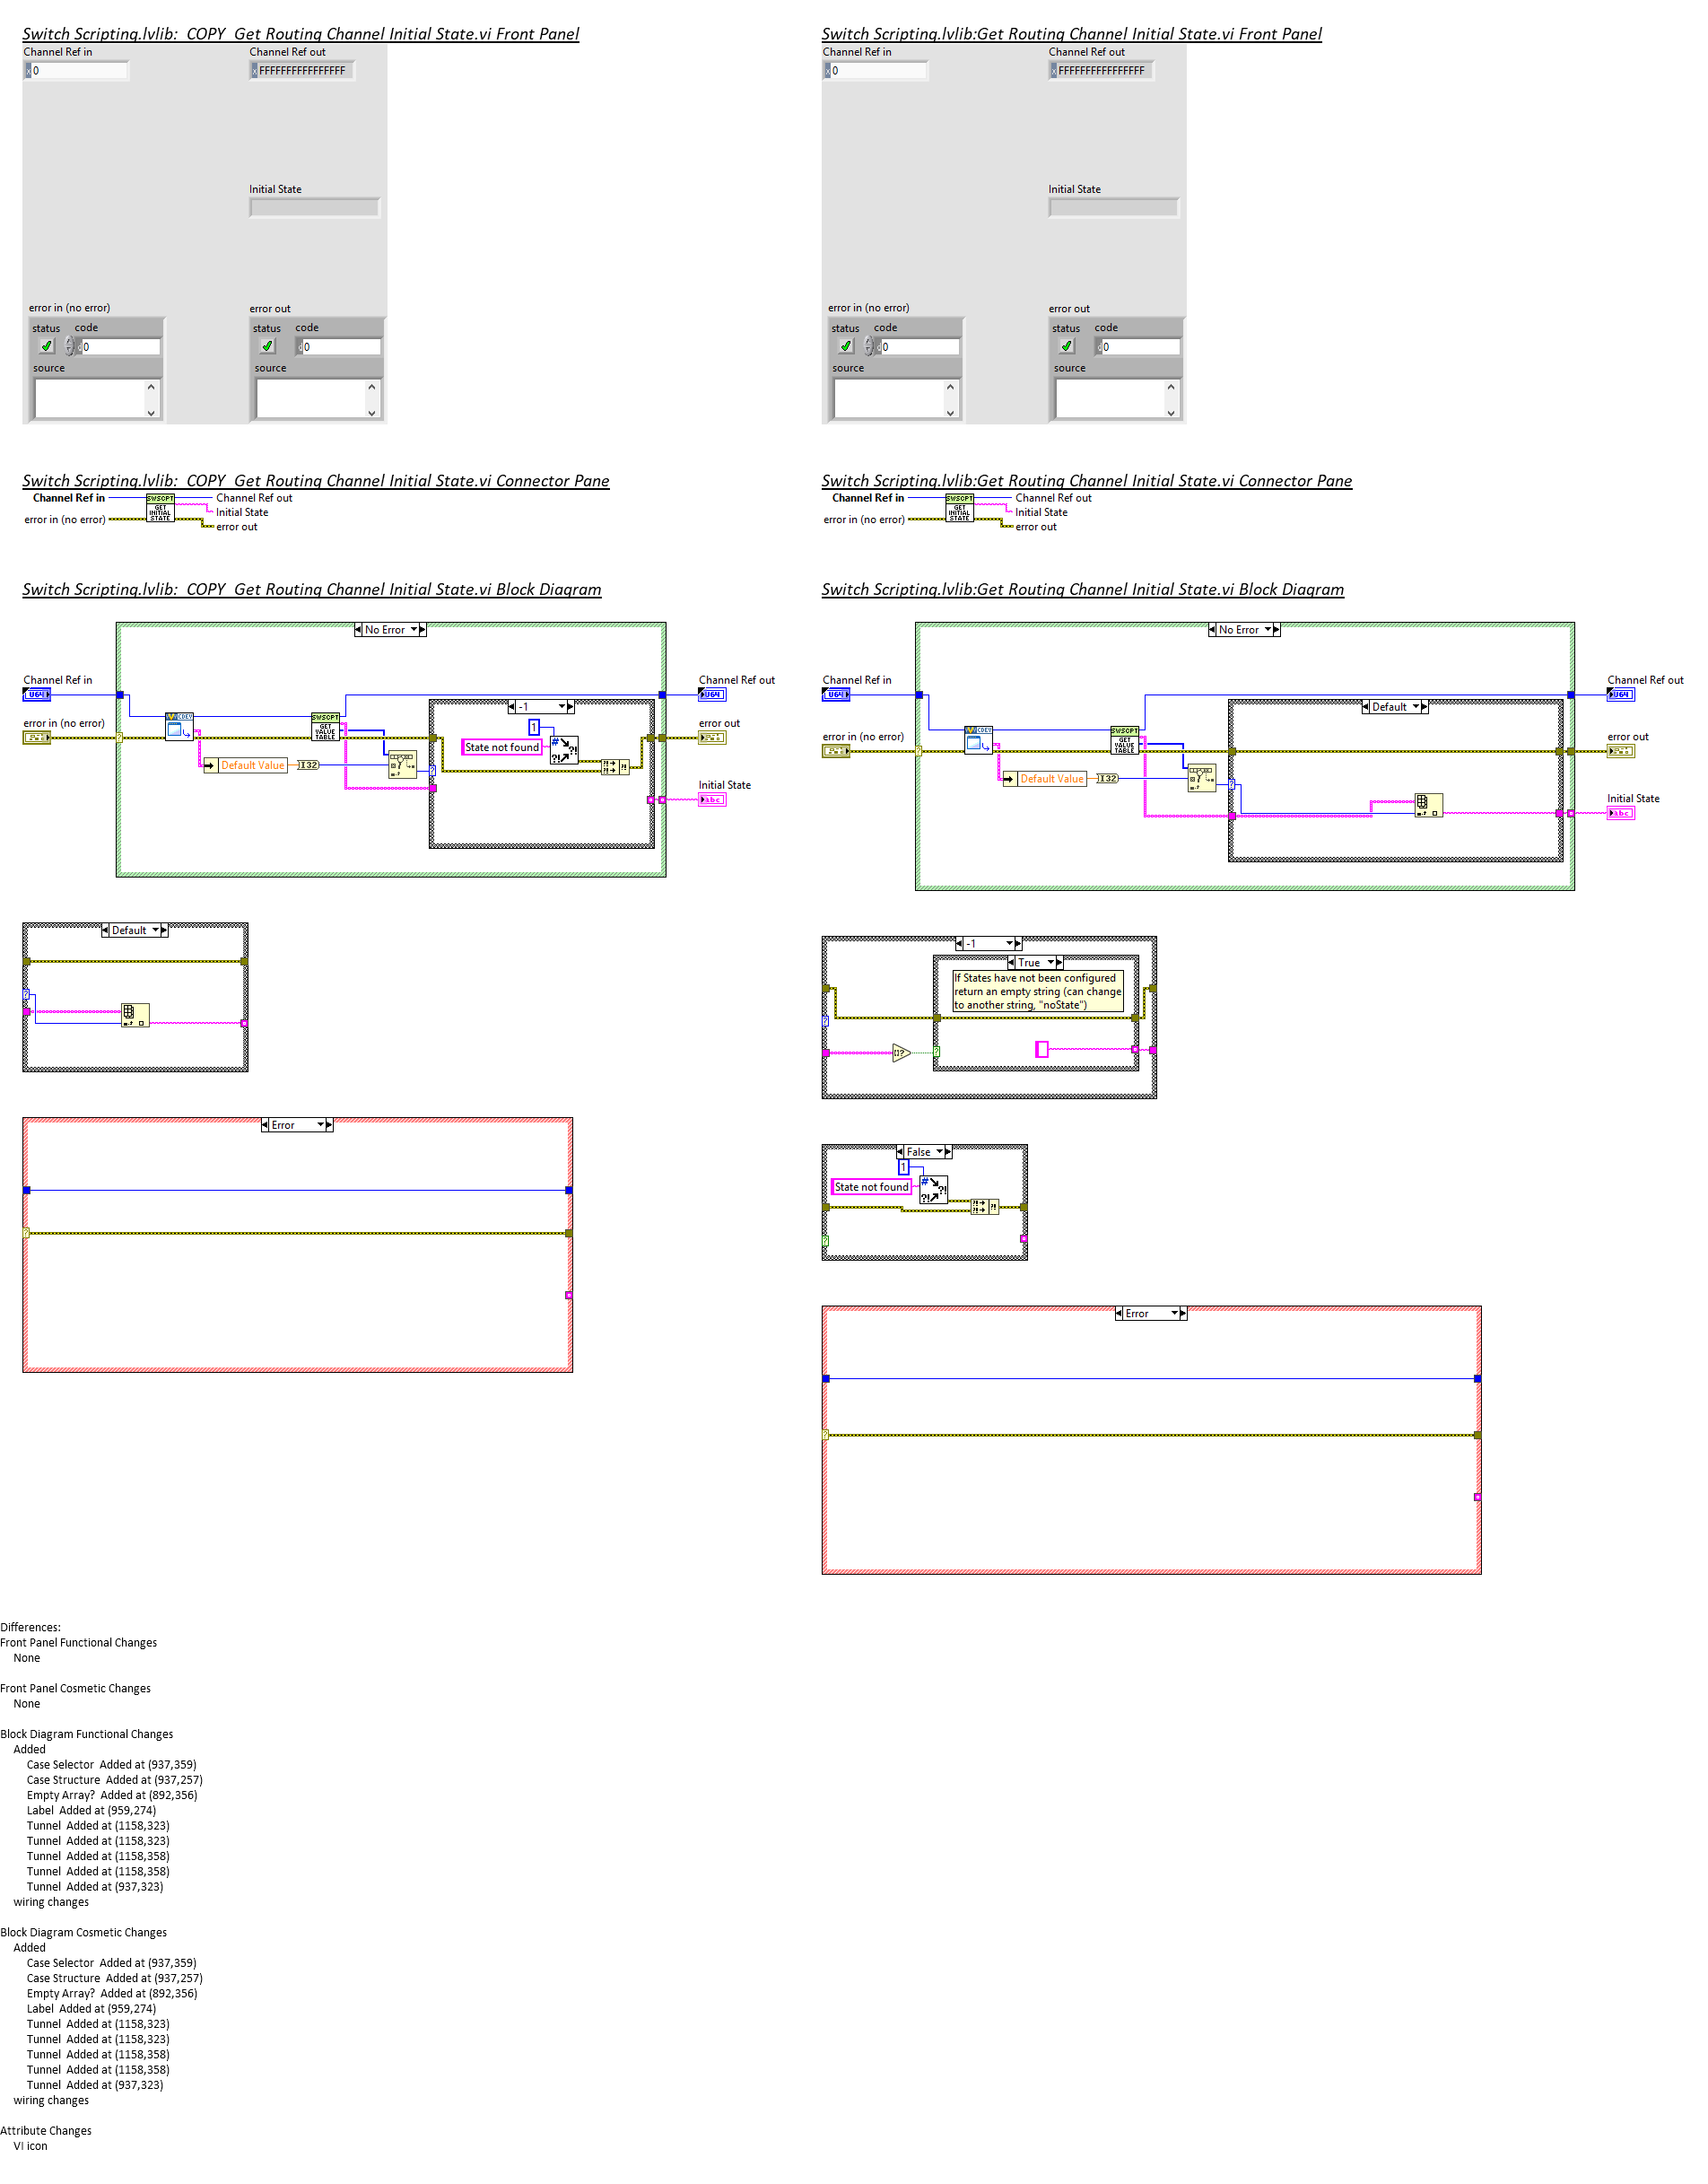 Switch Scripting.lvlib:  COPY  Get Routing Channel Initial State.vi Front Panel
Channel Ref in
Channel Ref out
x 0
x FFFFFFFFFFFFFFFF
Initial State
error in (no error)
error out
status code
status code
d 0
d 0
source
source
Switch Scripting.lvlib:  COPY  Get Routing Channel Initial State.vi Connector Pane
Channel Ref in
SWSCPT
GET
INITIAL
STATE
Channel Ref out
Initial State
error in (no error)
error out
Switch Scripting.lvlib:  COPY  Get Routing Channel Initial State.vi Block Diagram
No Error
Channel Ref in
U64
error in (no error)
CDEV
SWSCPT
GET
VALUE
TABLE
Default Value
I32
-1
1
State not found
Channel Ref out
U64
error out
Initial State
abc
Default
Error
Switch Scripting.lvlib:Get Routing Channel Initial State.vi Front Panel
Channel Ref in
Channel Ref out
x 0
x FFFFFFFFFFFFFFFF
Initial State
error in (no error)
error out
status code
status code
d 0
d 0
source
source
Switch Scripting.lvlib:Get Routing Channel Initial State.vi Connector Pane
Channel Ref in
SWSCPT
GET
INITIAL
STATE
Channel Ref out
Initial State
error in (no error)
error out
Switch Scripting.lvlib:Get Routing Channel Initial State.vi Block Diagram
No Error
Channel Ref in
U64
error in (no error)
CDEV
SWSCPT
GET
VALUE
TABLE
Default Value
I32
Default
Channel Ref out
U64
error out
Initial State
abc
-1
True
If States have not been configured
return an empty string (can change
to another string, "noState")
False
1
State not found
Error
Differences:
Front Panel Functional Changes
None
Front Panel Cosmetic Changes
None
Block Diagram Functional Changes
Added
Case Selector  Added at (937,359)
Case Structure  Added at (937,257)
Empty Array?  Added at (892,356)
Label  Added at (959,274)
Tunnel  Added at (1158,323)
Tunnel  Added at (1158,323)
Tunnel  Added at (1158,358)
Tunnel  Added at (1158,358)
Tunnel  Added at (937,323)
wiring changes
Block Diagram Cosmetic Changes
Added
Case Selector  Added at (937,359)
Case Structure  Added at (937,257)
Empty Array?  Added at (892,356)
Label  Added at (959,274)
Tunnel  Added at (1158,323)
Tunnel  Added at (1158,323)
Tunnel  Added at (1158,358)
Tunnel  Added at (1158,358)
Tunnel  Added at (937,323)
wiring changes
Attribute Changes
VI icon